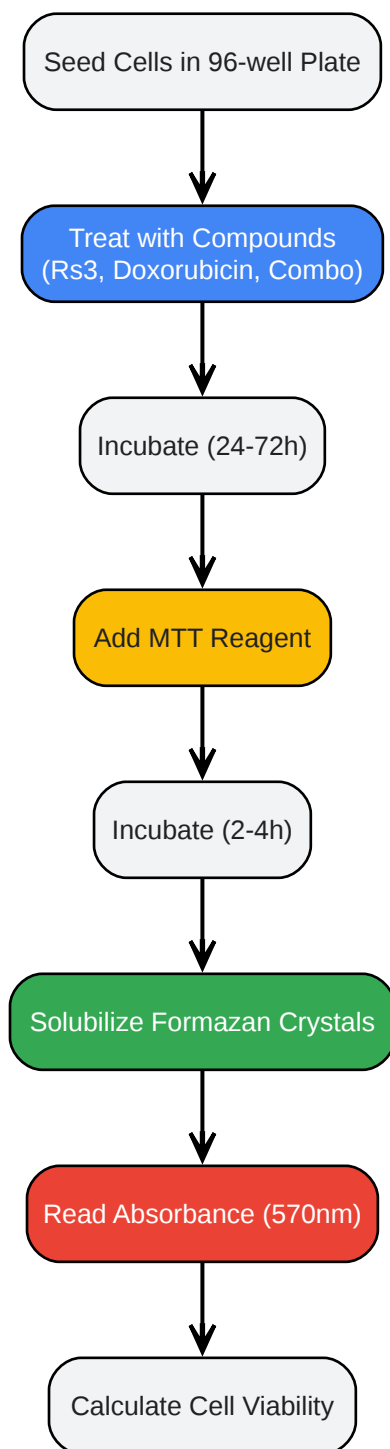 Seed Cells in 96-well Plate
Treat with Compounds
(Rs3, Doxorubicin, Combo)
Incubate (24-72h)
Add MTT Reagent
Incubate (2-4h)
Solubilize Formazan Crystals
Read Absorbance (570nm)
Calculate Cell Viability